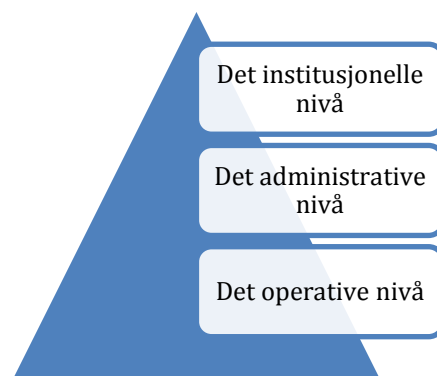 Det institusjonelle
nivå
Det administrative
nivå
Det operative nivå